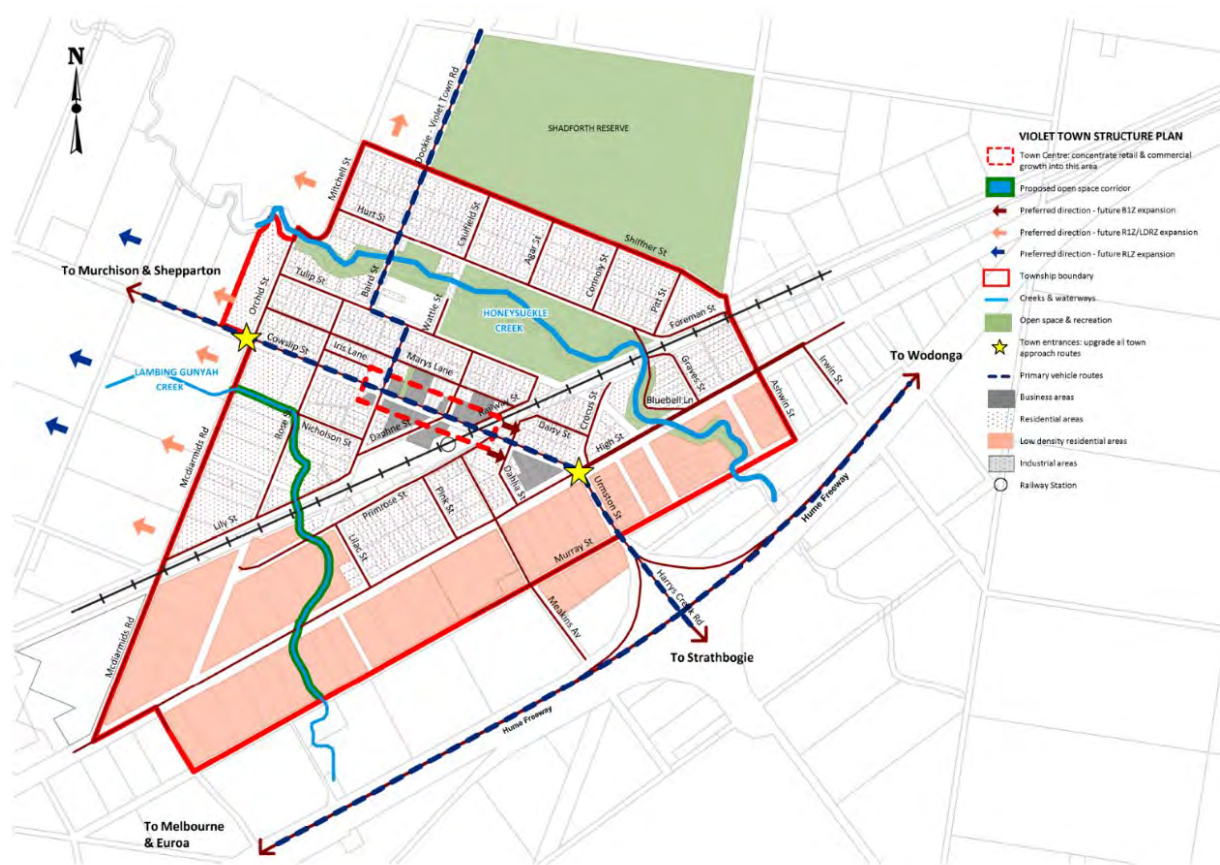 N
Dookie - Violet Town Rd
SHADFORTH RESERVE
Mitchell St
Hurt St
Caulfield St
Agar St
Connoly St
Shiffner St
Pitt St
To Murchison & Shepparton
Orchid St
Tulip St
Baird St
Wattle St
HONEYSUCKLE
CREEK
Foreman St
Graves St
Bluebell Ln
Cowslip St
Iris Lane
Marys Lane
Railway St
LAMBING GUNYAH
CREEK
Rose St
Nicholson St
Daphne St
Daisy St
Crocus St
High St
Dahlia St
Ashwin St
Irwin St
To Wodonga
Mcdiarmids Rd
Lily St
Primrose St
Pink St
Lilac St
Urmston St
Murray St
Meakins Av
Harrys Creek Rd
Hume Freeway
Mcdiarmids Rd
To Strathbogie
Hume Freeway
To Melbourne
& Euroa
VIOLET TOWN STRUCTURE PLAN
Town Centre: concentrate retail & commercial
growth into this area
Proposed open space corridor
Preferred direction - future B1Z expansion
Preferred direction - future R1Z/LDRZ expansion
Preferred direction - future RLZ expansion
Township boundary
Creeks & waterways
Open space & recreation
Town entrances: upgrade all town
approach routes
Primary vehicle routes
Business areas
Residential areas
Low density residential areas
Industrial areas
Railway Station